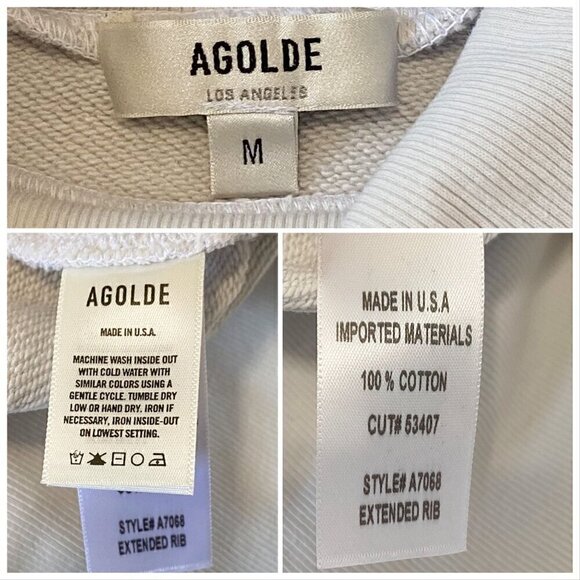 AGOLDE
LOS ANGELES
M
AGOLDE
MADE IN U.S.A.
MACHINE WASH INSIDE OUT
WITH COLD WATER WITH
SIMILAR COLORS USING A
GENTLE CYCLE. TUMBLE DRY
LOW OR HAND DRY. IRON IF
NECESSARY, IRON INSIDE-OUT
ON LOWEST SETTING.
STYLE# A7068
EXTENDED RIB
MADE IN U.S.A
IMPORTED MATERIALS
100 % COTTON
CUT# 53407
STYLE# A7068
EXTENDED RIB